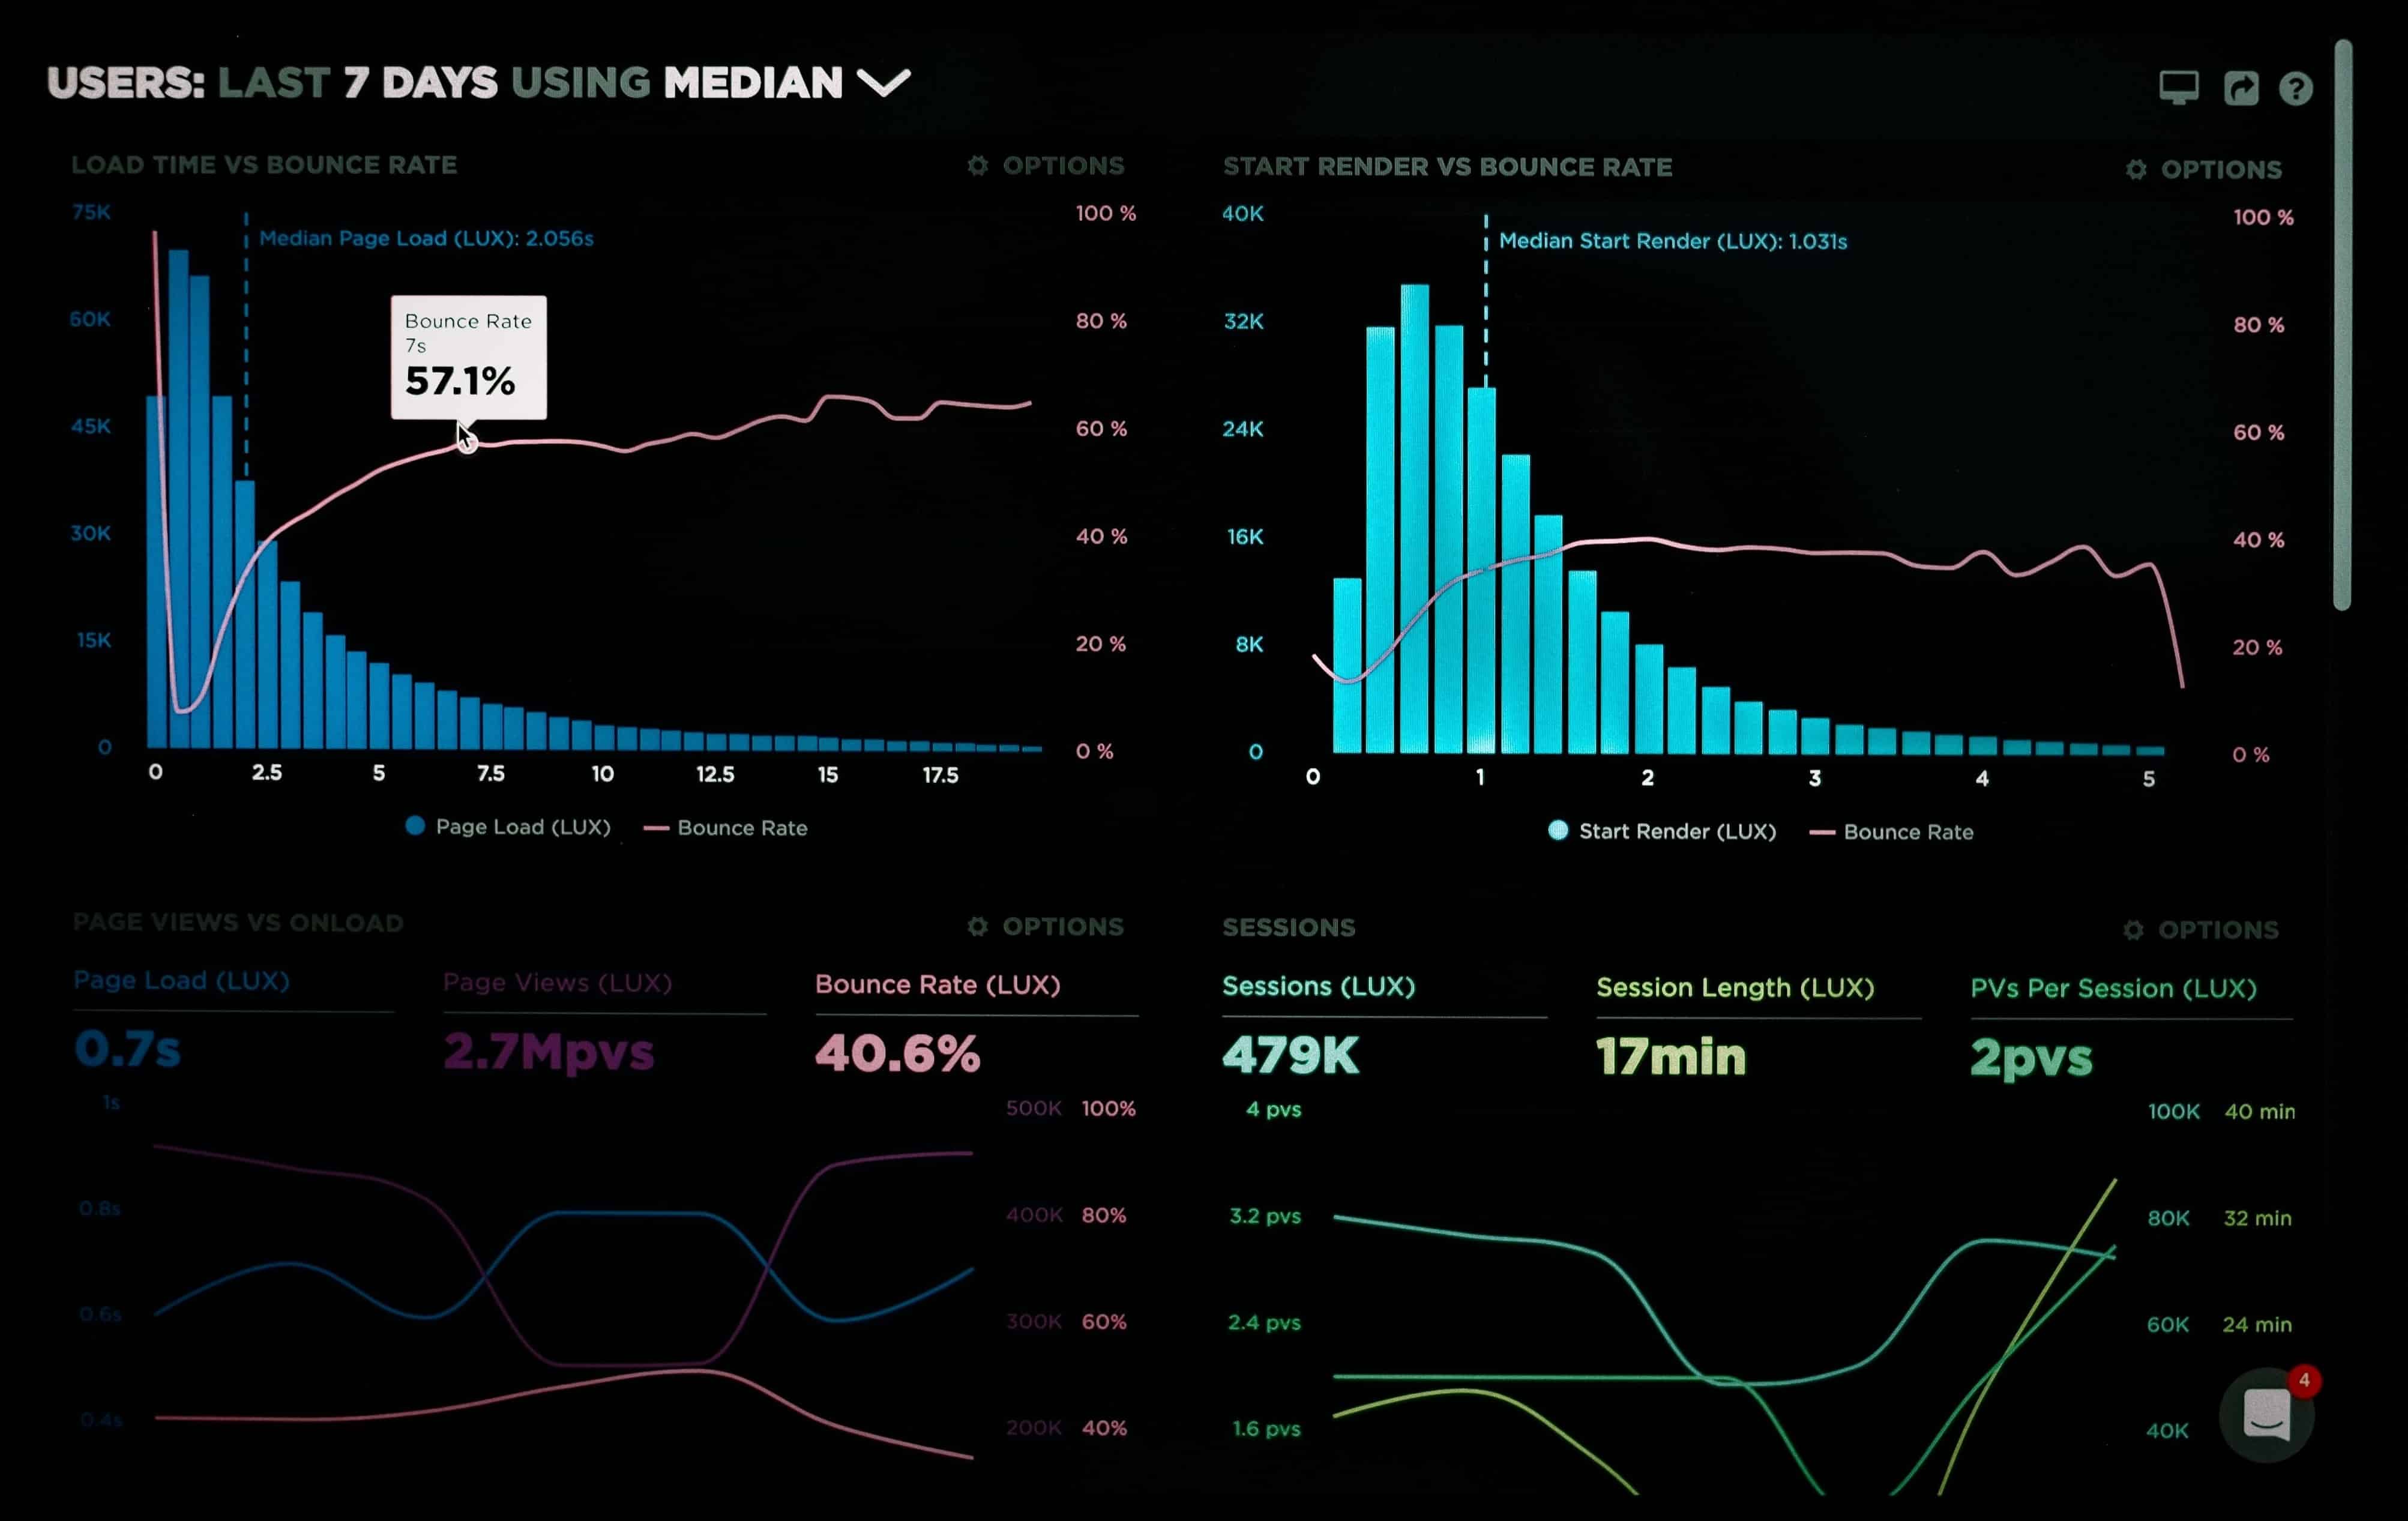 USERS: LAST 7 DAYS USING MEDIAN
LOAD TIME VS BOUNCE RATE
OPTIONS
75K
60K
45K
30K
15K
0
Median Page Load (LUX): 2.056s
Bounce Rate
7s
57.1%
100 %
80 %
60 %
40 %
20 %
0 %
0 2.5 5 7.5 10 12.5 15 17.5
Page Load (LUX) Bounce Rate
START RENDER VS BOUNCE RATE
OPTIONS
40K
32K
24K
16K
8K
0
Median Start Render (LUX): 1.031s
100 %
80 %
60 %
40 %
20 %
0 %
0 1 2 3 4 5
Start Render (LUX) Bounce Rate
PAGE VIEWS VS ONLOAD
OPTIONS
Page Load (LUX)
0.7s
Page Views (LUX)
2.7Mpvs
Bounce Rate (LUX)
40.6%
1s
0.8s
0.6s
0.4s
500K 100%
400K 80%
300K 60%
200K 40%
SESSIONS
OPTIONS
Sessions (LUX)
479K
Session Length (LUX)
17min
PVs Per Session (LUX)
2pvs
4 pvs
3.2 pvs
2.4 pvs
1.6 pvs
100K 40 min
80K 32 min
60K 24 min
40K
4